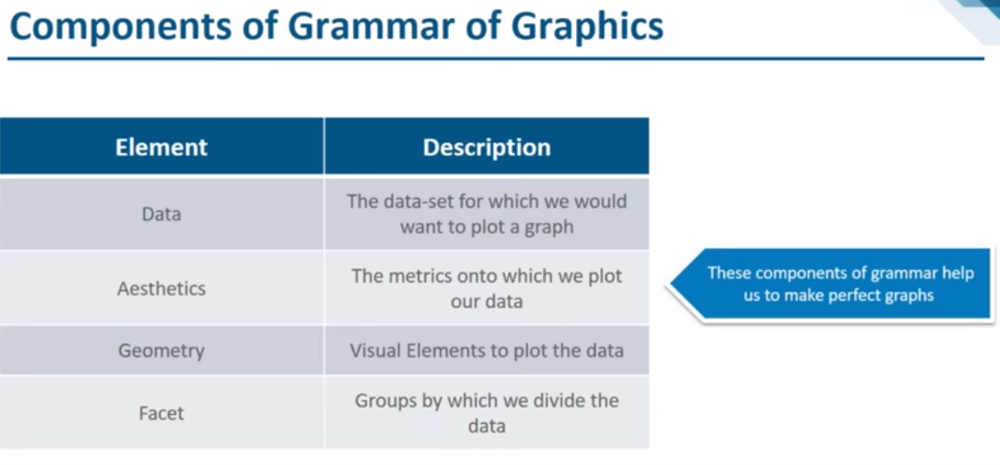 Components of Grammar of Graphics
Element
Description
Data
The data-set for which we would
want to plot a graph
Aesthetics
The metrics onto which we plot
our data
Geometry
Visual Elements to plot the data
Facet
Groups by which we divide the
data
These components of grammar help
us to make perfect graphs